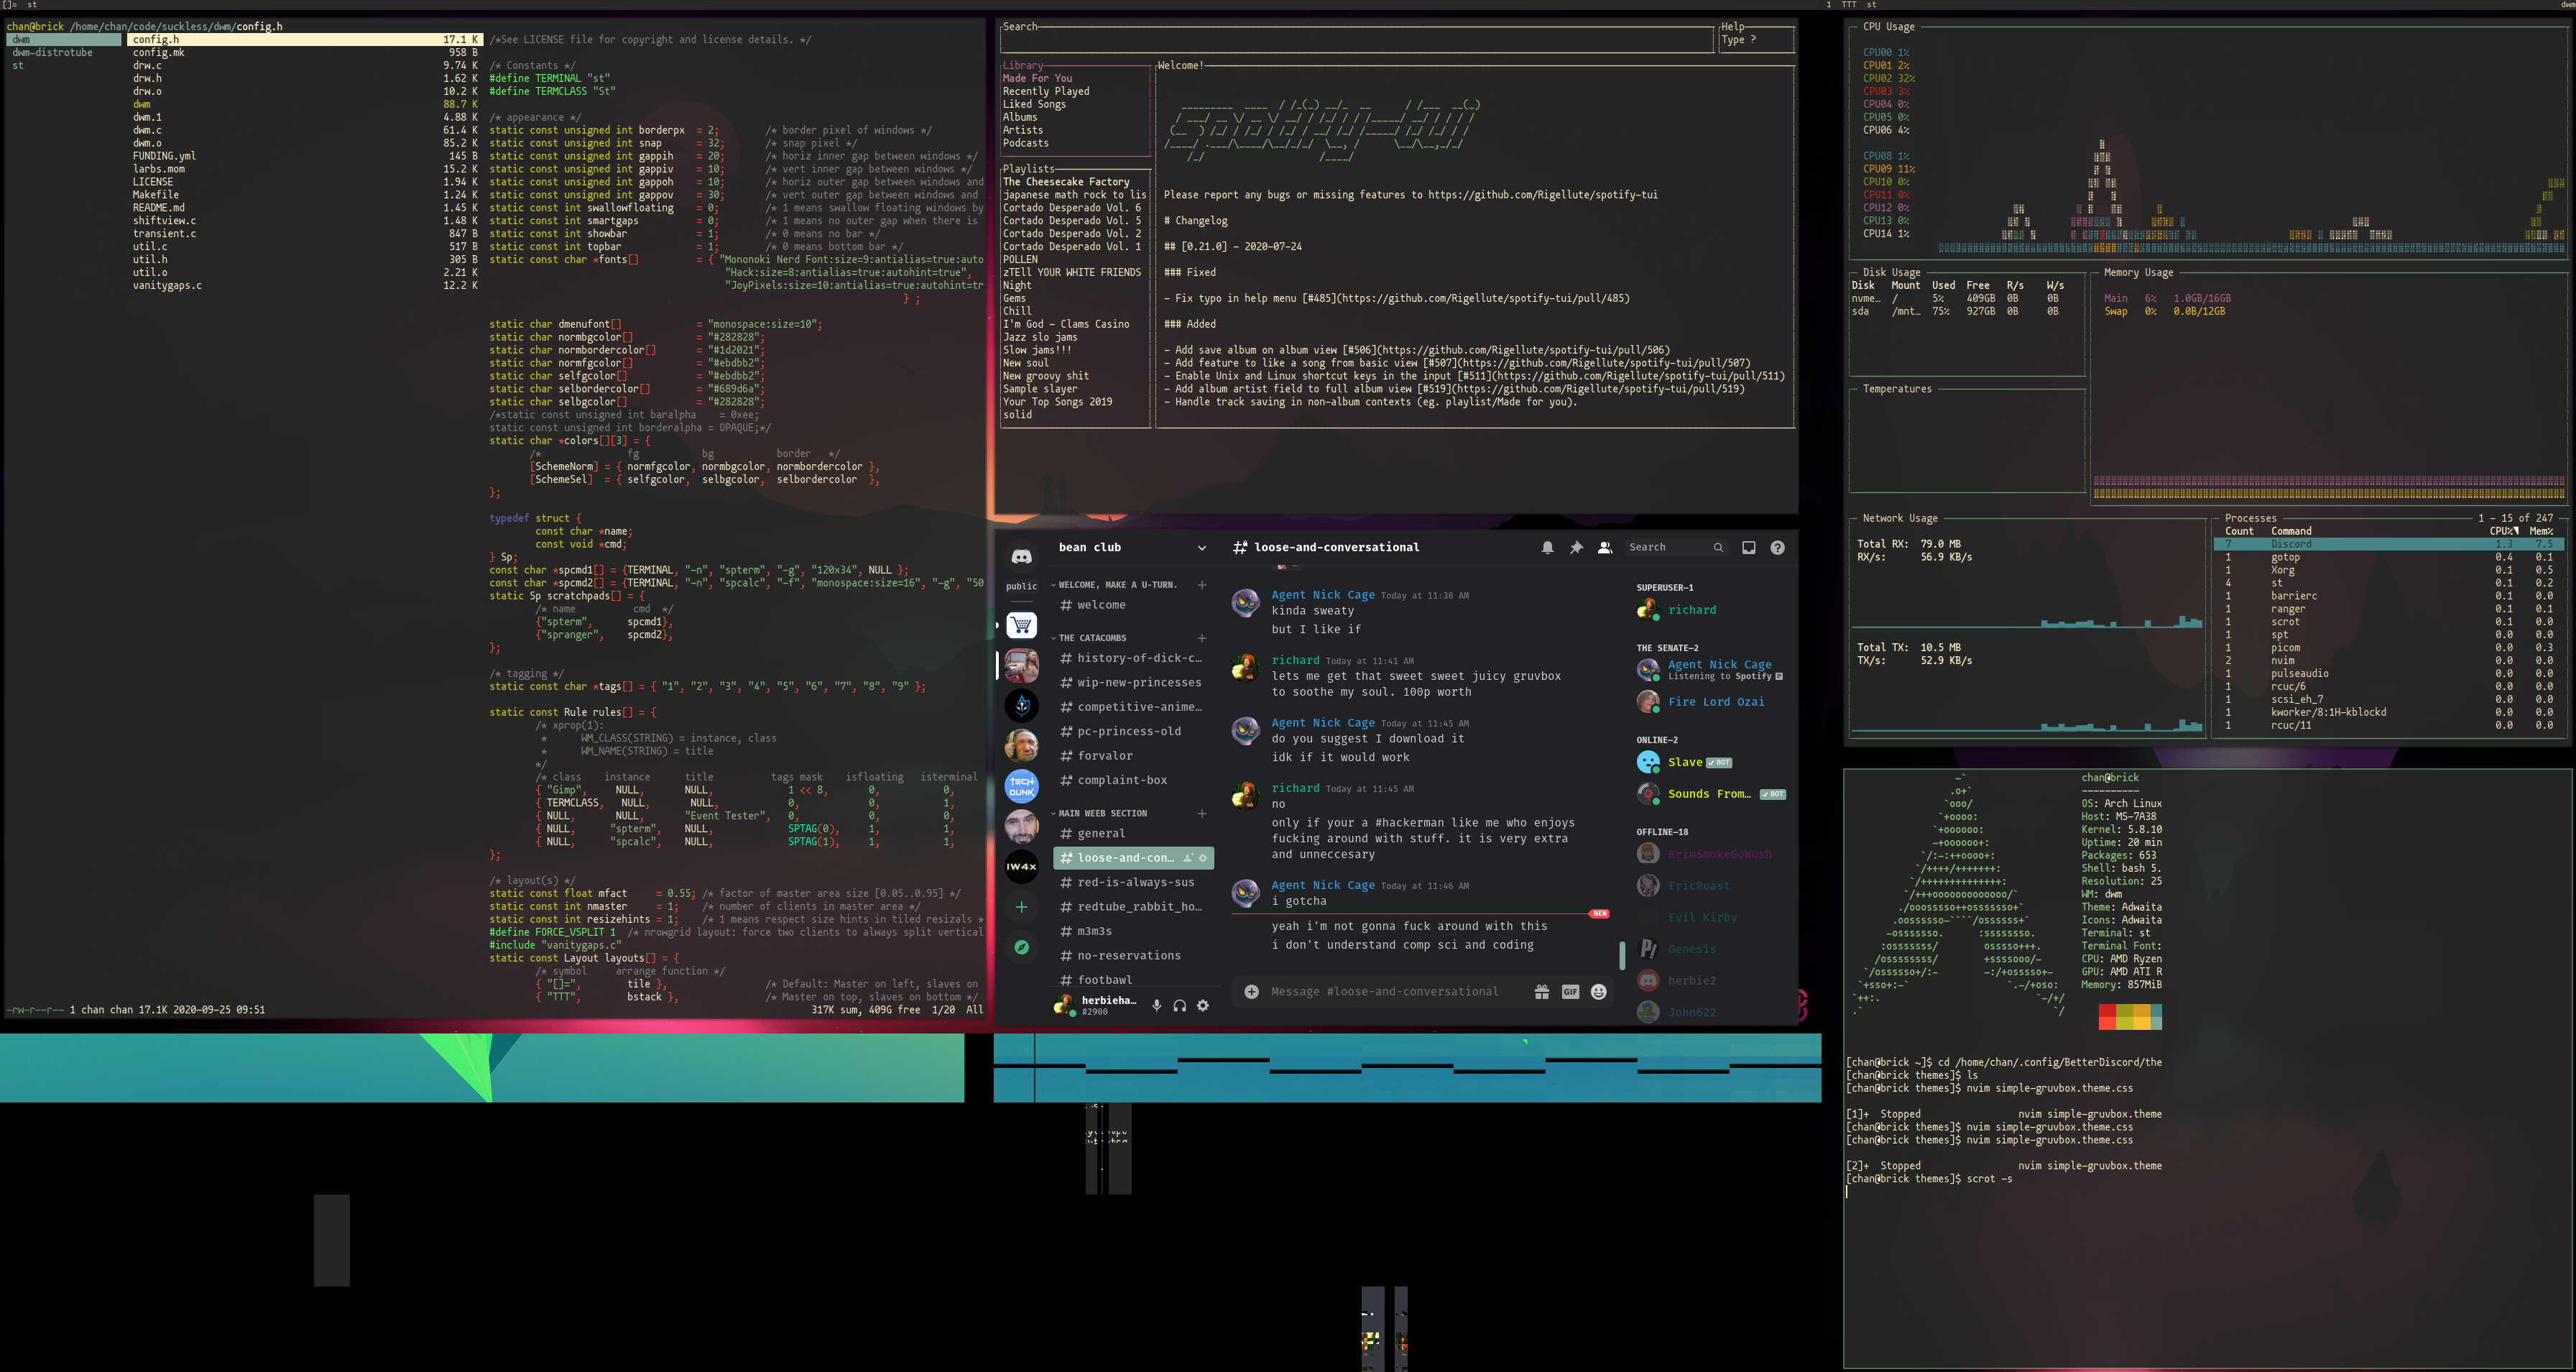 []=  st
chan@brick /home/chan/code/suckless/dwm/config.h
dwm
dwm-distrotube
st
config.h 17.1 K
config.mk 958 B
drw.c 9.74 K
drw.h 1.62 K
drw.o 10.2 K
dwm 88.7 K
dwm.1 4.88 K
dwm.c 61.4 K
dwm.o 85.2 K
FUNDING.yml 145 B
larbs.mom 15.2 K
LICENSE 1.94 K
Makefile 1.24 K
README.md 1.45 K
shiftview.c 1.48 K
transient.c 847 B
util.c 517 B
util.h 305 B
util.o 2.21 K
vanitygaps.c 12.2 K
/*See LICENSE file for copyright and license details. */
/* Constants */
#define TERMINAL "st"
#define TERMCLASS "St"
/* appearance */
static const unsigned int borderpx = 2; /* border pixel of windows */
static const unsigned int snap = 32; /* snap pixel */
static const unsigned int gappih = 20; /* horiz inner gap between windows */
static const unsigned int gappiv = 10; /* vert inner gap between windows */
static const unsigned int gappoh = 10; /* horiz outer gap between windows and
static const unsigned int gappov = 30; /* vert outer gap between windows and
static const int swallowfloating = 0; /* 1 means swallow floating windows by
static const int smartgaps = 0; /* 1 means no outer gap when there is
static const int showbar = 1; /* 0 means no bar */
static const int topbar = 1; /* 0 means bottom bar */
static const char *fonts[] = { "Mononoki Nerd Font:size=9:antialias=true:auto
"Hack:size=8:antialias=true:autohint=true",
"JoyPixels:size=10:antialias=true:autohint=tr
} ;
static char dmenufont[] = "monospace:size=10";
static char normbgcolor[] = "#282828";
static char normbordercolor[] = "#1d2021";
static char normfgcolor[] = "#ebdbb2";
static char selfgcolor[] = "#ebdbb2";
static char selbordercolor[] = "#689d6a";
static char selbgcolor[] = "#282828";
/*static const unsigned int baralpha = 0xee;
static const unsigned int borderalpha = OPAQUE;*/
static char *colors[][3] = {
/* fg bg border */
[SchemeNorm] = { normfgcolor, normbgcolor, normbordercolor },
[SchemeSel] = { selfgcolor, selbgcolor, selbordercolor },
};
typedef struct {
const char *name;
const void *cmd;
} Sp;
const char *spcmd1[] = {TERMINAL, "-n", "spterm", "-g", "120x34", NULL };
const char *spcmd2[] = {TERMINAL, "-n", "spcalc", "-f", "monospace:size=16", "-g", "50
static Sp scratchpads[] = {
/* name cmd */
{"spterm", spcmd1},
{"spranger", spcmd2},
};
/* tagging */
static const char *tags[] = { "1", "2", "3", "4", "5", "6", "7", "8", "9" };
static const Rule rules[] = {
/* xprop(1):
* WM_CLASS(STRING) = instance, class
* WM_NAME(STRING) = title
*/
/* class instance title tags mask isfloating isterminal
{ "Gimp", NULL, NULL, 1 << 8, 0, 0,
{ TERMCLASS, NULL, NULL, 0, 0, 1,
{ NULL, NULL, "Event Tester", 0, 0, 0,
{ NULL, "spterm", NULL, SPTAG(0), 1, 1,
{ NULL, "spcalc", NULL, SPTAG(1), 1, 1,
};
/* layout(s) */
static const float mfact = 0.55; /* factor of master area size [0.05..0.95] */
static const int nmaster = 1; /* number of clients in master area */
static const int resizehints = 1; /* 1 means respect size hints in tiled resizals *
#define FORCE_VSPLIT 1 /* nrowgrid layout: force two clients to always split vertical
#include "vanitygaps.c"
static const Layout layouts[] = {
/* symbol arrange function */
{ "[]=", tile }, /* Default: Master on left, slaves on
{ "TTT", bstack }, /* Master on top, slaves on bottom */
-rw-r--r-- 1 chan chan 17.1K 2020-09-25 09:51 317K sum, 409G free 1/20 All
Search
Help
Type ?
Library
Made For You
Recently Played
Liked Songs
Albums
Artists
Podcasts
Playlists
The Cheesecake Factory
japanese math rock to lis
Cortado Desperado Vol. 6
Cortado Desperado Vol. 5
Cortado Desperado Vol. 2
Cortado Desperado Vol. 1
POLLEN
zTEll YOUR WHITE FRIENDS
Night
Gems
Chill
I'm God - Clams Casino
Jazz slo jams
Slow jams!!!
New soul
New groovy shit
Sample slayer
Your Top Songs 2019
solid
Welcome!
Please report any bugs or missing features to https://github.com/Rigellute/spotify-tui
# Changelog
## [0.21.0] - 2020-07-24
### Fixed
- Fix typo in help menu [#485](https://github.com/Rigellute/spotify-tui/pull/485)
### Added
- Add save album on album view [#506](https://github.com/Rigellute/spotify-tui/pull/506)
- Add feature to like a song from basic view [#507](https://github.com/Rigellute/spotify-tui/pull/507)
- Enable Unix and Linux shortcut keys in the input [#511](https://github.com/Rigellute/spotify-tui/pull/511)
- Add album artist field to full album view [#519](https://github.com/Rigellute/spotify-tui/pull/519)
- Handle track saving in non-album contexts (eg. playlist/Made for you).
public
TECH DUNK
IW4X
bean club
WELCOME, MAKE A U-TURN.
# welcome
THE CATACOMBS
# history-of-dick-c...
# wip-new-princesses
# competitive-anime...
# pc-princess-old
# forvalor
# complaint-box
MAIN WEEB SECTION
# general
# loose-and-con...
# red-is-always-sus
# redtube_rabbit_ho...
# m3m3s
# no-reservations
# footbawl
herbieha...
#2900
# loose-and-conversational
Search
Agent Nick Cage Today at 11:38 AM
kinda sweaty
but I like if
richard Today at 11:41 AM
lets me get that sweet sweet juicy gruvbox
to soothe my soul. 100p worth
Agent Nick Cage Today at 11:45 AM
do you suggest I download it
idk if it would work
richard Today at 11:45 AM
no
only if your a #hackerman like me who enjoys
fucking around with stuff. it is very extra
and unneccesary
Agent Nick Cage Today at 11:46 AM
i gotcha
NEW
yeah i'm not gonna fuck around with this
i don't understand comp sci and coding
Message #loose-and-conversational
GIF
SUPERUSER-1
richard
THE SENATE-2
Agent Nick Cage
Listening to Spotify
Fire Lord Ozai
ONLINE-2
Slave BOT
Sounds From... BOT
OFFLINE-18
BrimSmokeGoWush
EricRoast
Evil Kirby
Genesis
herbie2
John622
1 TTT st
dwm
CPU Usage
CPU00 1%
CPU01 2%
CPU02 32%
CPU03 3%
CPU04 0%
CPU05 0%
CPU06 4%
CPU08 1%
CPU09 11%
CPU10 0%
CPU11 0%
CPU12 0%
CPU13 0%
CPU14 1%
Disk Usage
Disk Mount Used Free R/s W/s
nvme… / 5% 409GB 0B 0B
sda /mnt… 75% 927GB 0B 0B
Memory Usage
Main 6% 1.0GB/16GB
Swap 0% 0.0B/12GB
Temperatures
Network Usage
Total RX: 79.0 MB
RX/s: 56.9 KB/s
Total TX: 10.5 MB
TX/s: 52.9 KB/s
Processes 1 - 15 of 247
Count Command CPU% Mem%
7 Discord 1.3 7.5
1 gotop 0.4 0.1
1 Xorg 0.1 0.5
4 st 0.1 0.2
1 barrierc 0.1 0.0
1 ranger 0.1 0.1
1 scrot 0.1 0.0
1 spt 0.0 0.0
1 picom 0.0 0.3
2 nvim 0.0 0.0
1 pulseaudio 0.0 0.0
1 rcuc/6 0.0 0.0
1 scsi_eh_7 0.0 0.0
1 kworker/8:1H-kblockd 0.0 0.0
1 rcuc/11 0.0 0.0
chan@brick
----------
OS: Arch Linux
Host: MS-7A38
Kernel: 5.8.10
Uptime: 20 min
Packages: 653
Shell: bash 5.
Resolution: 25
WM: dwm
Theme: Adwaita
Icons: Adwaita
Terminal: st
Terminal Font:
CPU: AMD Ryzen
GPU: AMD ATI R
Memory: 857MiB
[chan@brick ~]$ cd /home/chan/.config/BetterDiscord/the
[chan@brick themes]$ ls
[chan@brick themes]$ nvim simple-gruvbox.theme.css
[1]+ Stopped nvim simple-gruvbox.theme
[chan@brick themes]$ nvim simple-gruvbox.theme.css
[chan@brick themes]$ nvim simple-gruvbox.theme.css
[2]+ Stopped nvim simple-gruvbox.theme
[chan@brick themes]$ scrot -s